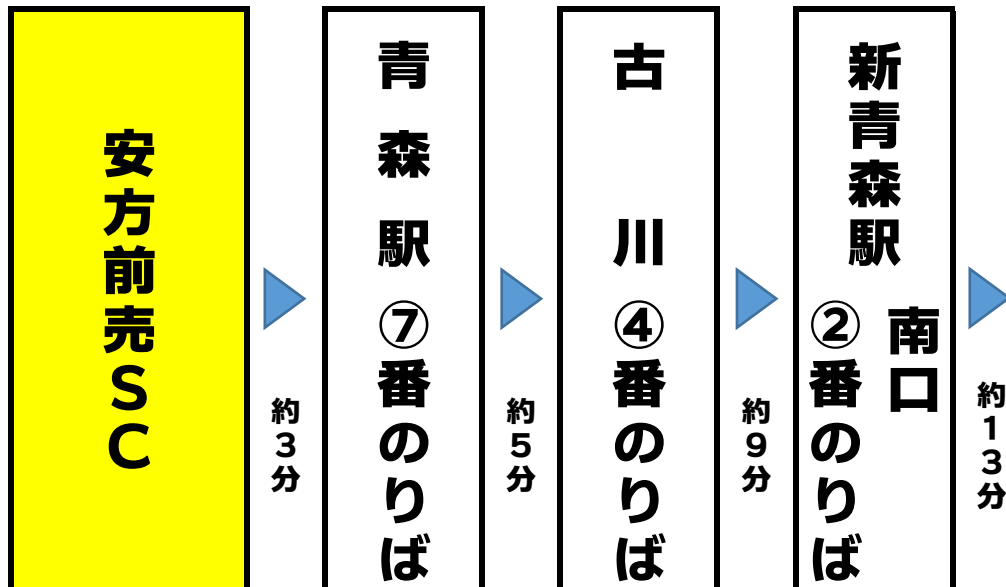 安方前売SC
約3分
青森駅⑦番のりば
約5分
古川④番のりば
約9分
新青森駅南口
②番のりば
約13分